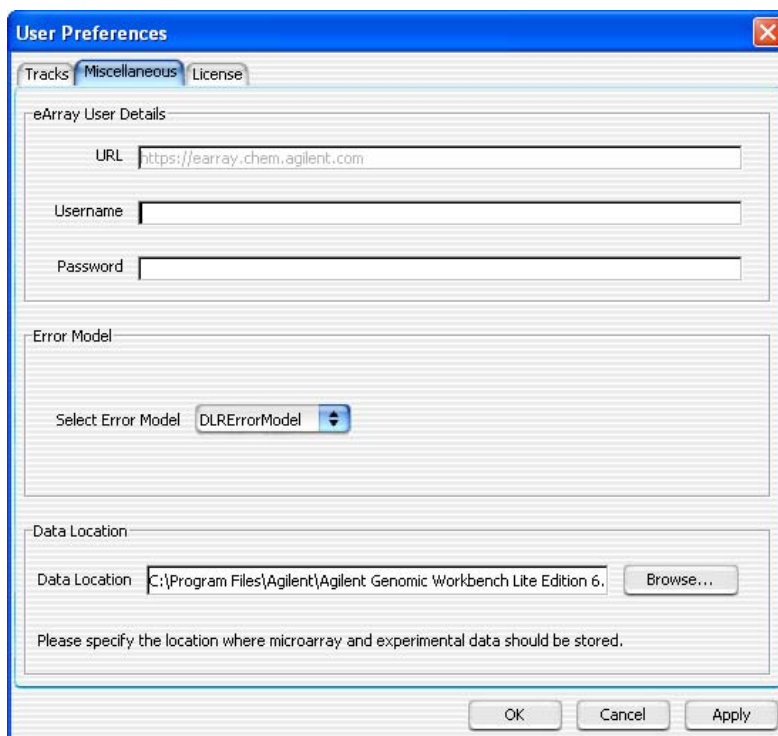 User Preferences
Tracks Miscellaneous License
eArray User Details
URL https://earray.chem.agilent.com
Username
Password
Error Model
Select Error Model DLRErrorModel
Data Location
Data Location C:\Program Files\Agilent\Agilent Genomic Workbench Lite Edition 6. Browse...
Please specify the location where microarray and experimental data should be stored.
OK Cancel Apply